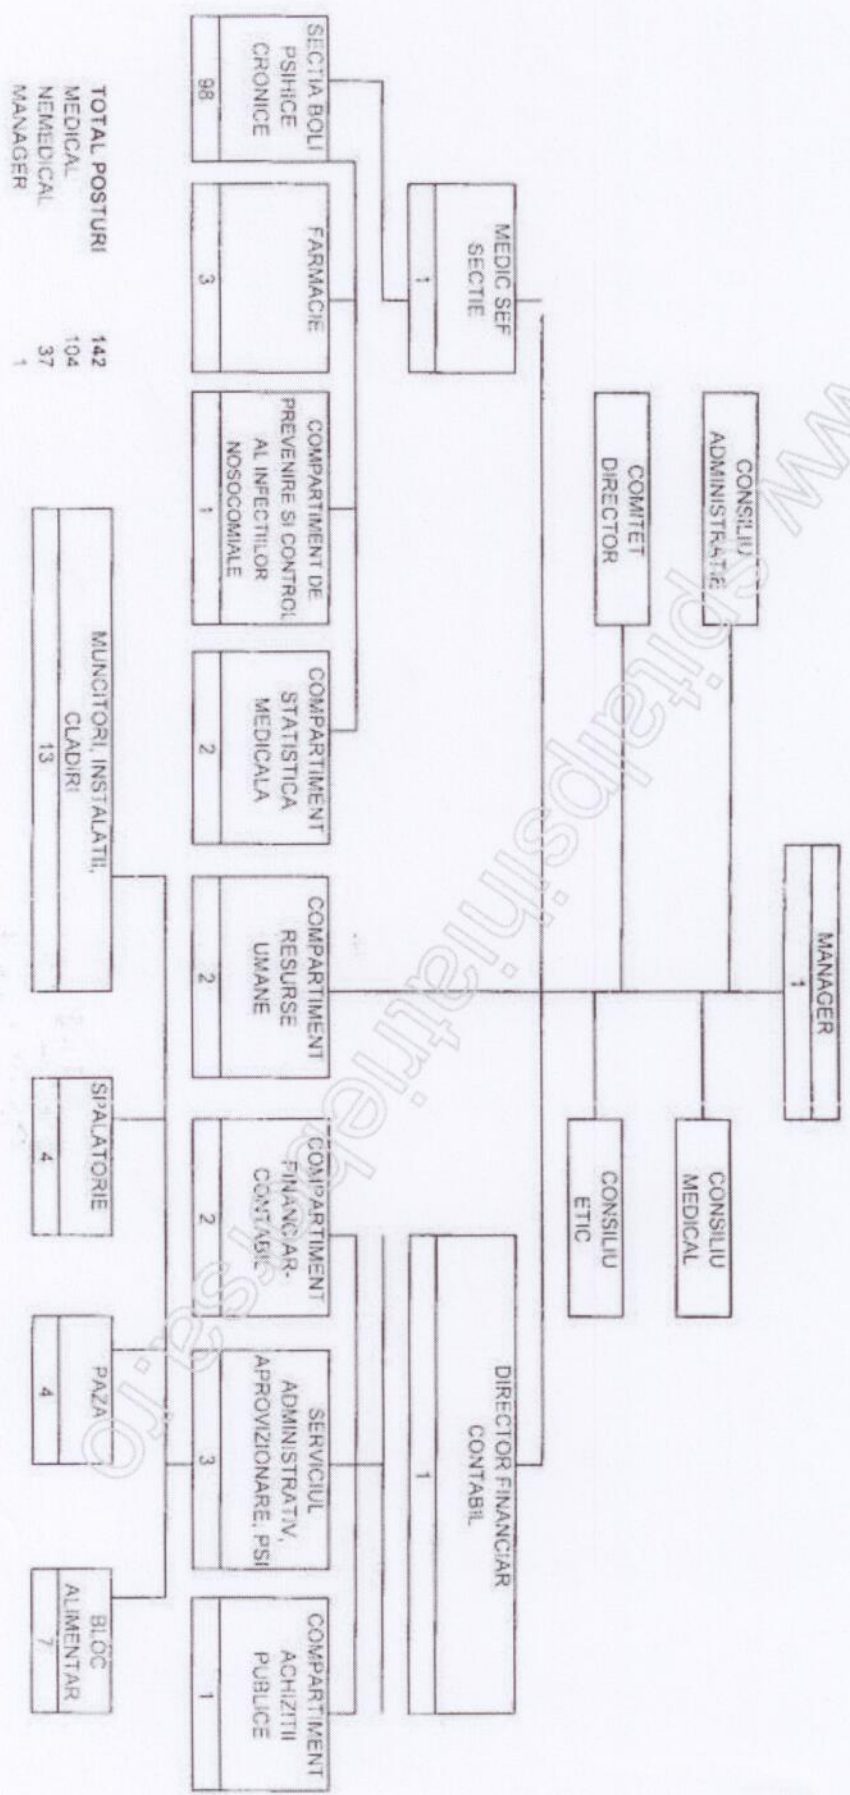 MANAGER
1
CONSILIU
ADMINISTRATIE
CONSILIU
MEDICAL
COMITET
DIRECTOR
CONSILIU
ETIC
MEDIC SEF
SECTIE
1
DIRECTOR FINANCIAR
CONTABIL
1
SECTIA BOLI
PSIHICE
CRONICE
98
FARMACIE
3
COMPARTIMENT DE
PREVENIRE SI CONTROL
AL INFECTIILOR
NOSOCOMIALE
1
COMPARTIMENT
STATISTICA
MEDICALA
2
COMPARTIMENT
RESURSE
UMANE
2
COMPARTIMENT
FINANCIAR-
CONTABIL
2
SERVICIUL
ADMINISTRATIV,
APROVIZIONARE, PSI
3
COMPARTIMENT
ACHIZITII
PUBLICE
1
MUNCITORI, INSTALATII,
CLADIRI
13
SPALATORIE
4
PAZA
4
BLOC
ALIMENTAR
7
TOTAL POSTURI 142
MEDICAL 104
NEMEDICAL 37
MANAGER 1